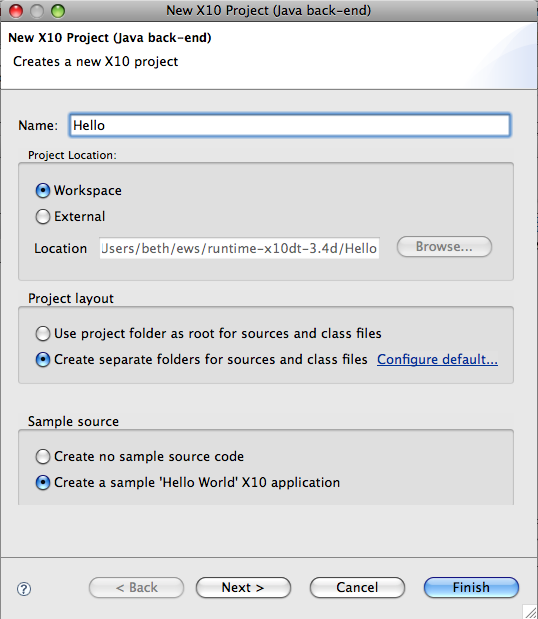 New X10 Project (Java back-end)
New X10 Project (Java back-end)
Creates a new X10 project
Name: Hello
Project Location:
Workspace
External
Location Users/beth/ews/runtime-x10dt-3.4d/Hello Browse...
Project layout
Use project folder as root for sources and class files
Create separate folders for sources and class files Configure default...
Sample source
Create no sample source code
Create a sample 'Hello World' X10 application
? < Back Next > Cancel Finish